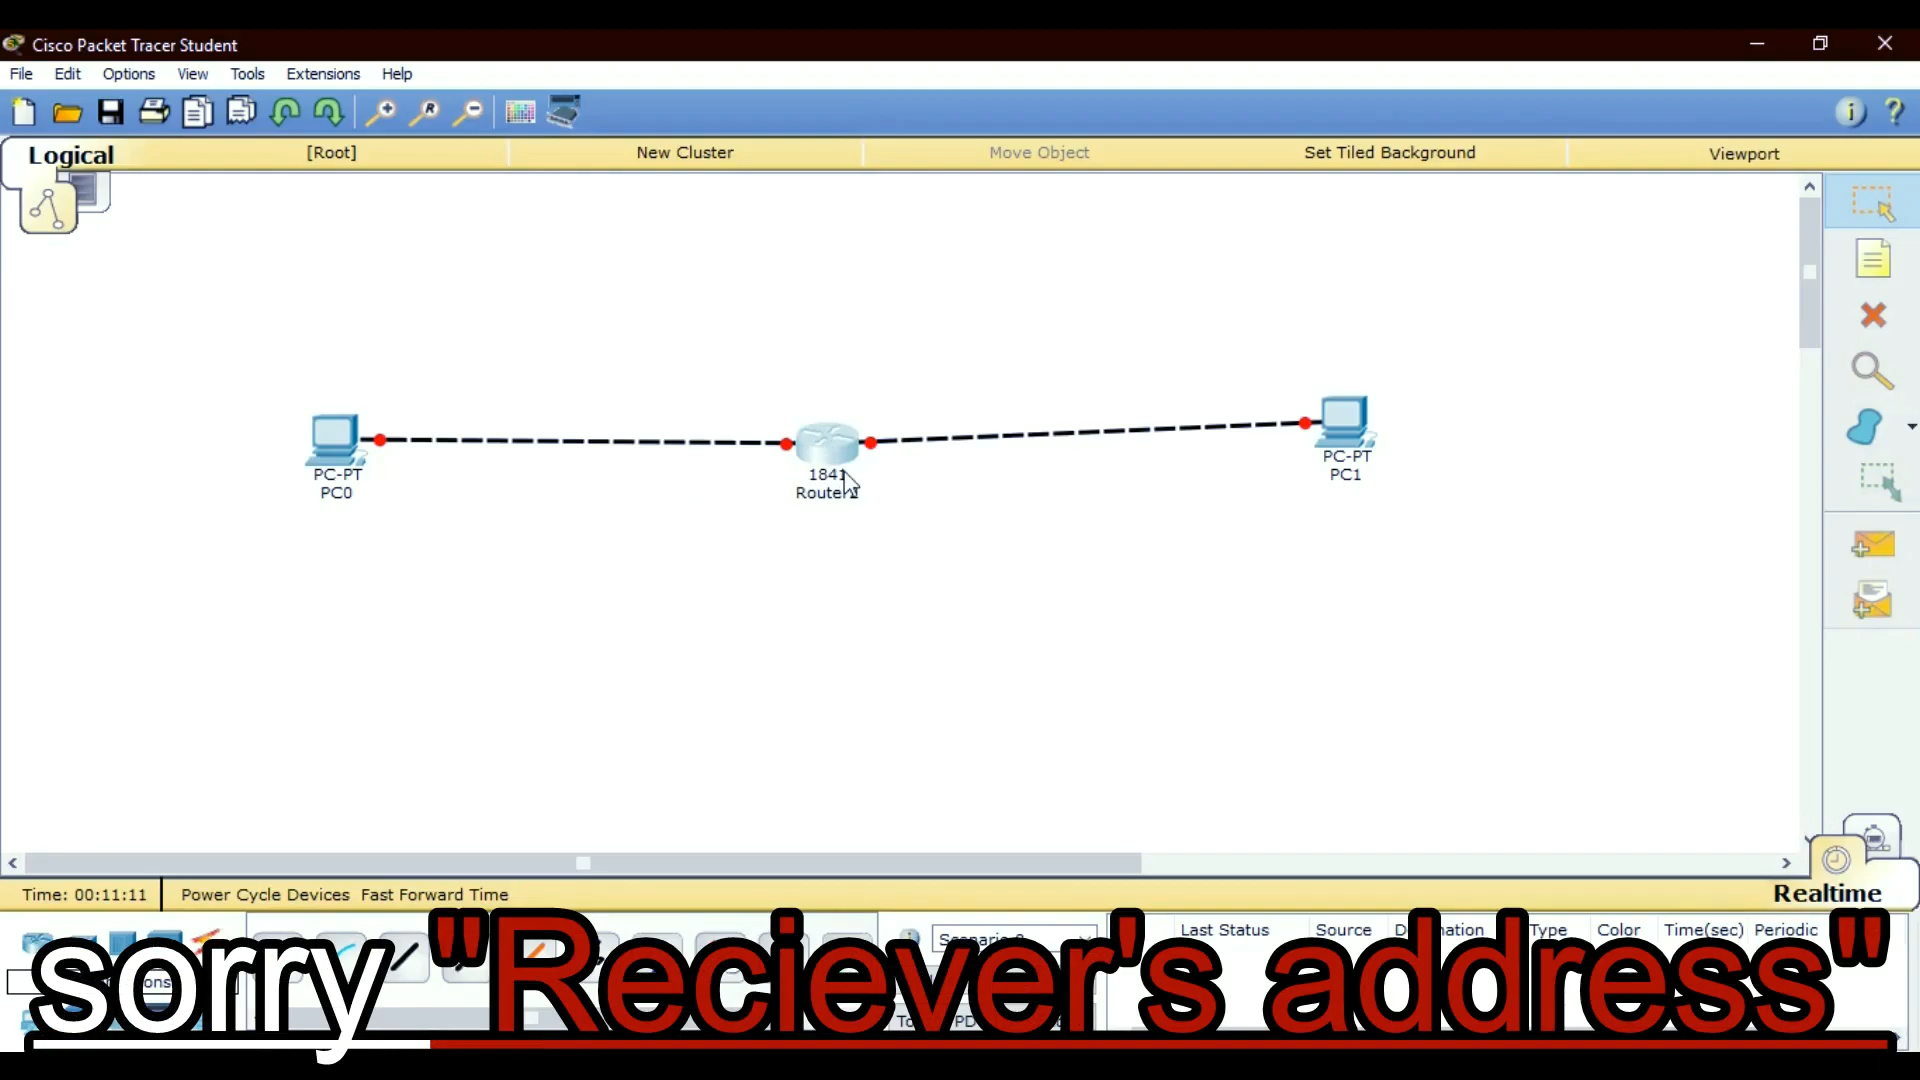 Cisco Packet Tracer Student
File Edit Options View Tools Extensions Help
Logical [Root] New Cluster Move Object Set Tiled Background Viewport
PC-PT
PC0
1841
PC-PT
PC1
Time: 00:11:11 Power Cycle Devices Fast Forward Time Realtime
Last Status Source Type Color Time(sec) Periodic
sorry "Reciever's address"